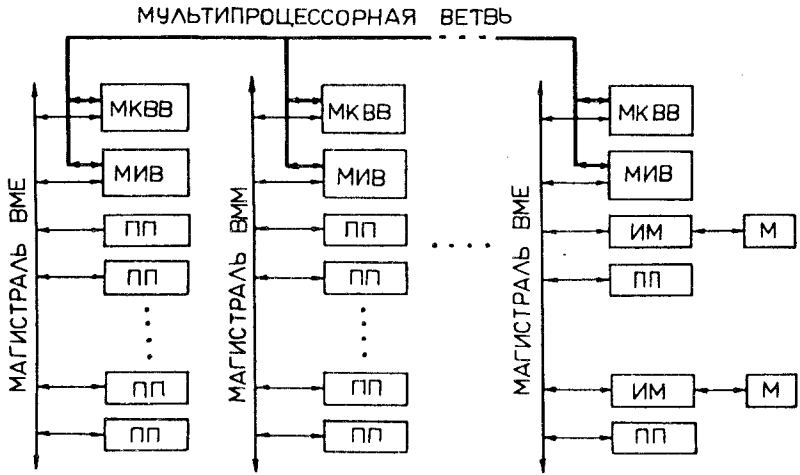 МУЛЬТИПРОЦЕССОРНАЯ ВЕТВЬ
МАГИСТРАЛЬ ВМЕ
МКВВ
МИВ
ПП
ПП
ПП
ПП
МАГИСТРАЛЬ ВММ
МКВВ
МИВ
ПП
ПП
ПП
ПП
МАГИСТРАЛЬ ВМЕ
МКВВ
МИВ
ИМ
М
ПП
ИМ
М
ПП